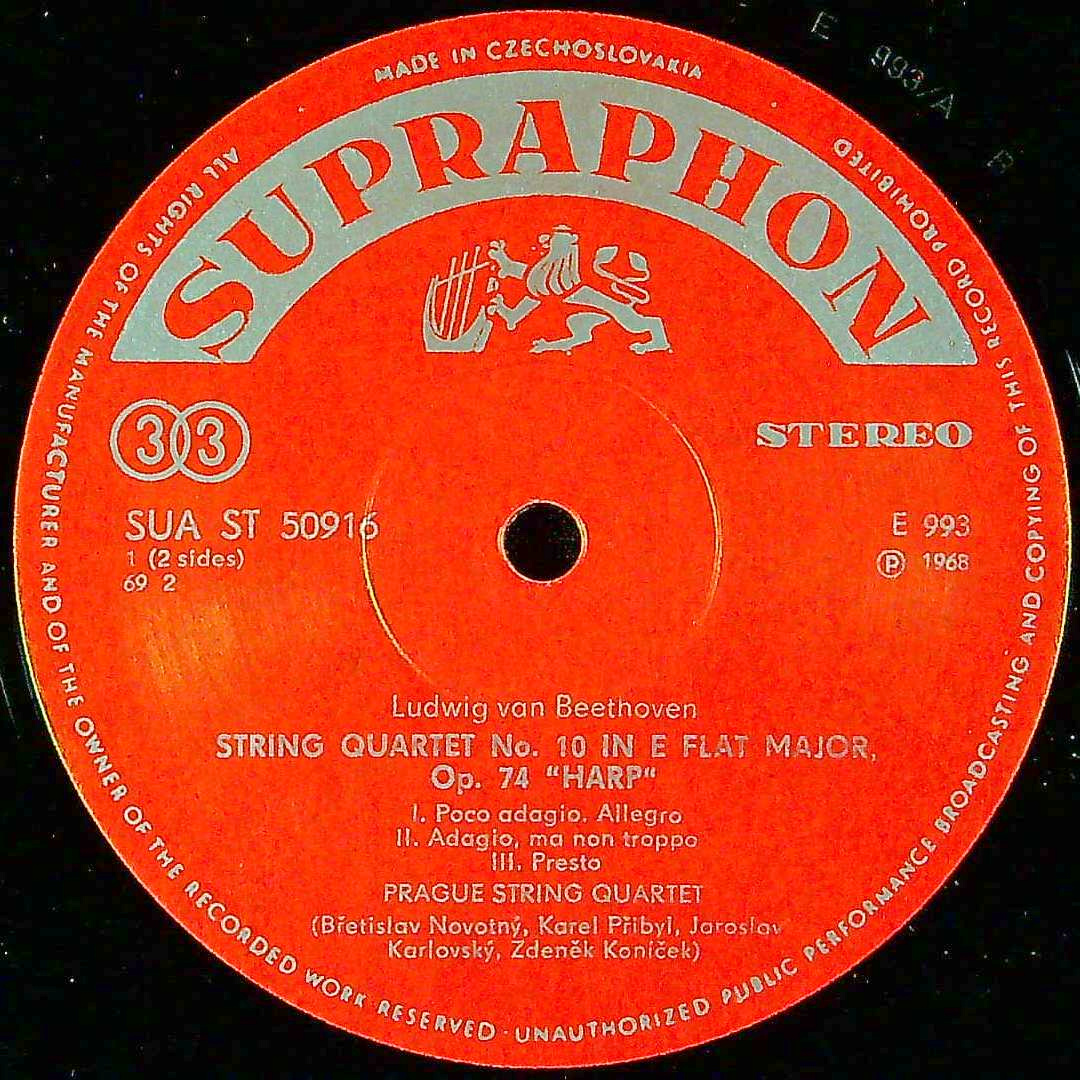 E 993/A B
MADE IN CZECHOSLOVAKIA
SUPRAPHON
33
STEREO
SUA ST 50916
1 (2 sides)
69 2
E 993
Ⓟ 1968
Ludwig van Beethoven
STRING QUARTET No. 10 IN E FLAT MAJOR,
Op. 74 "HARP"
I. Poco adagio. Allegro
II. Adagio, ma non troppo
III. Presto
PRAGUE STRING QUARTET
(Břetislav Novotný, Karel Přibyl, Jaroslav
Karlovský, Zdeněk Koníček)
ALL RIGHTS OF THE MANUFACTURER AND OF THE OWNER OF THE RECORDED WORK RESERVED · UNAUTHORIZED PUBLIC PERFORMANCE BROADCASTING AND COPYING OF THIS RECORD PROHIBITED